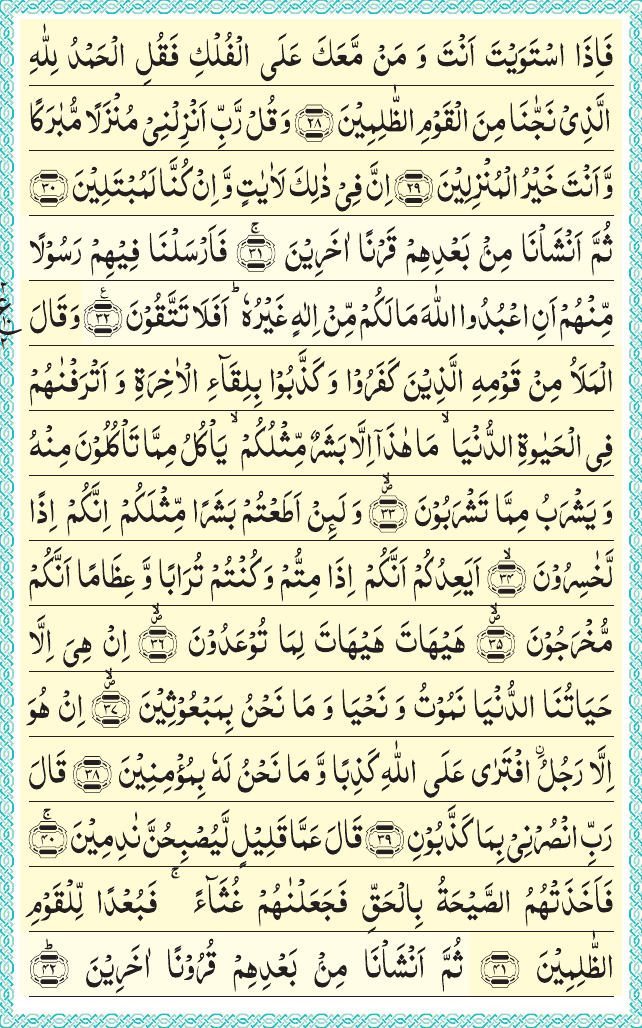 فَاِذَا اسْتَوَيْتَ اَنْتَ وَ مَنْ مَّعَكَ عَلَى الْفُلْكِ فَقُلِ الْحَمْدُ لِلّٰهِ
الَّذِیْ نَجّٰىنَا مِنَ الْقَوْمِ الظّٰلِمِيْنَ ﴿۲۸﴾ وَقُلْ رَّبِّ اَنْزِلْنِیْ مُنْزَلًا مُّبٰرَكًا
وَّاَنْتَ خَيْرُ الْمُنْزِلِيْنَ ﴿۲۹﴾ اِنَّ فِیْ ذٰلِكَ لَاٰيٰتٍ وَّاِنْ كُنَّا لَمُبْتَلِيْنَ ﴿۳۰﴾
ثُمَّ اَنْشَاْنَا مِنْۢ بَعْدِهِمْ قَرْنًا اٰخَرِيْنَ ۚ﴿۳۱﴾ فَاَرْسَلْنَا فِيْهِمْ رَسُوْلًا
مِّنْهُمْ اَنِ اعْبُدُوا اللّٰهَ مَا لَكُمْ مِّنْ اِلٰهٍ غَيْرُهٗ ؕ اَفَلَا تَتَّقُوْنَ ﴿۳۲﴾ ع وَقَالَ
الْمَلَاُ مِنْ قَوْمِهِ الَّذِيْنَ كَفَرُوْا وَ كَذَّبُوْا بِلِقَآءِ الْاٰخِرَةِ وَ اَتْرَفْنٰهُمْ
فِی الْحَيٰوةِ الدُّنْيَا ۙ مَا هٰذَاۤ اِلَّا بَشَرٌ مِّثْلُكُمْ ۙ يَاْكُلُ مِمَّا تَاْكُلُوْنَ مِنْهُ
وَ يَشْرَبُ مِمَّا تَشْرَبُوْنَ ﴿۪ۙ۳۳﴾ وَ لَئِنْ اَطَعْتُمْ بَشَرًا مِّثْلَكُمْ اِنَّكُمْ اِذًا
لَّخٰسِرُوْنَ ﴿ۙ۳۴﴾ اَيَعِدُكُمْ اَنَّكُمْ اِذَا مِتُّمْ وَكُنْتُمْ تُرَابًا وَّ عِظَامًا اَنَّكُمْ
مُّخْرَجُوْنَ ﴿۪ۙ۳۵﴾ هَيْهَاتَ هَيْهَاتَ لِمَا تُوْعَدُوْنَ ﴿۪ۙ۳۶﴾ اِنْ هِیَ اِلَّا
حَيَاتُنَا الدُّنْيَا نَمُوْتُ وَ نَحْيَا وَ مَا نَحْنُ بِمَبْعُوْثِيْنَ ﴿۪ۙ۳۷﴾ اِنْ هُوَ
اِلَّا رَجُلُ ۨافْتَرٰى عَلَى اللّٰهِ كَذِبًا وَّ مَا نَحْنُ لَهٗ بِمُؤْمِنِيْنَ ﴿۳۸﴾ قَالَ
رَبِّ انْصُرْنِیْ بِمَا كَذَّبُوْنِ ﴿۳۹﴾ قَالَ عَمَّا قَلِيْلٍ لَّيُصْبِحُنَّ نٰدِمِيْنَ ﴿ۚ۴۰﴾
فَاَخَذَتْهُمُ الصَّيْحَةُ بِالْحَقِّ فَجَعَلْنٰهُمْ غُثَآءً ۚ فَبُعْدًا لِّلْقَوْمِ
الظّٰلِمِيْنَ ﴿۴۱﴾ ثُمَّ اَنْشَاْنَا مِنْۢ بَعْدِهِمْ قُرُوْنًا اٰخَرِيْنَ ﴿ؕ۴۲﴾